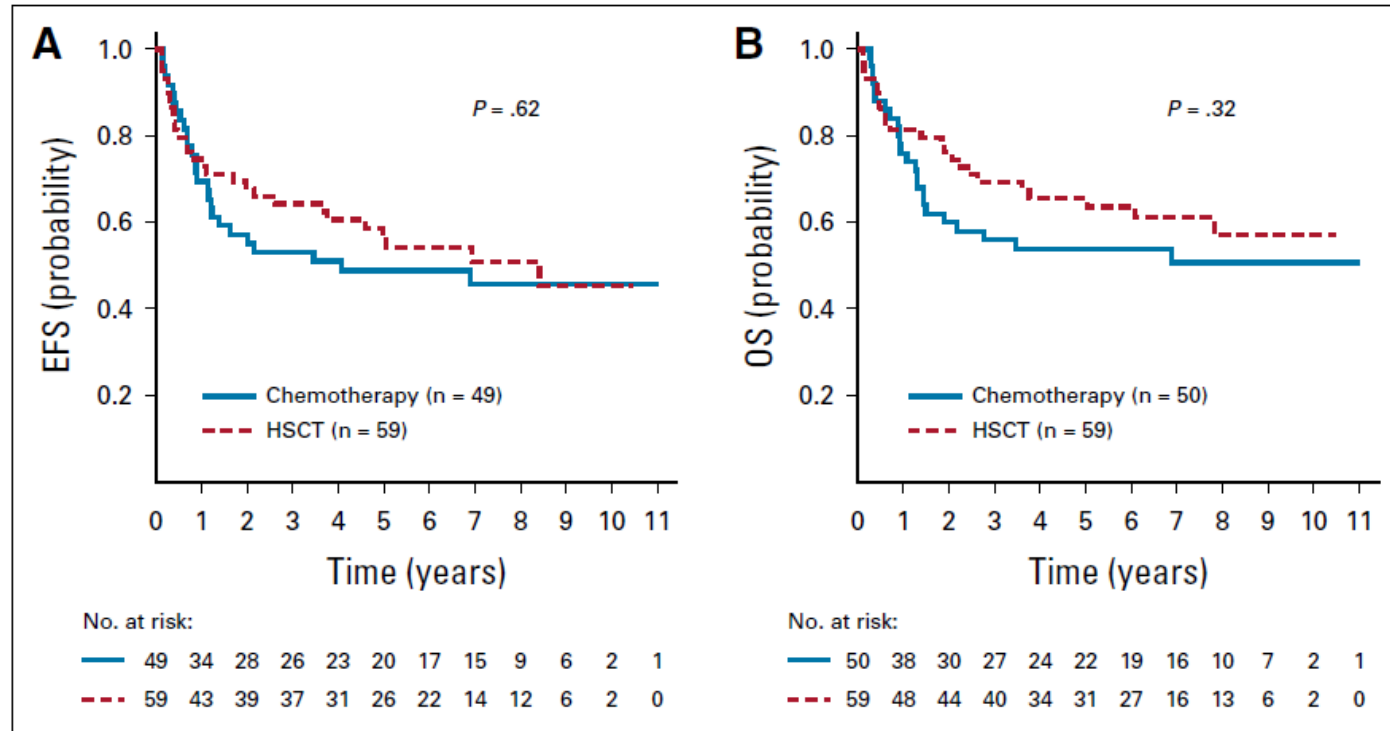 A
EFS (probability)
1.0
0.8
0.6
0.4
0.2
P = .62
Chemotherapy (n = 49)
HSCT (n = 59)
0 1 2 3 4 5 6 7 8 9 10 11
Time (years)
No. at risk:
49 34 28 26 23 20 17 15 9 6 2 1
59 43 39 37 31 26 22 14 12 6 2 0
B
OS (probability)
1.0
0.8
0.6
0.4
0.2
P = .32
Chemotherapy (n = 50)
HSCT (n = 59)
0 1 2 3 4 5 6 7 8 9 10 11
Time (years)
No. at risk:
50 38 30 27 24 22 19 16 10 7 2 1
59 48 44 40 34 31 27 16 13 6 2 0